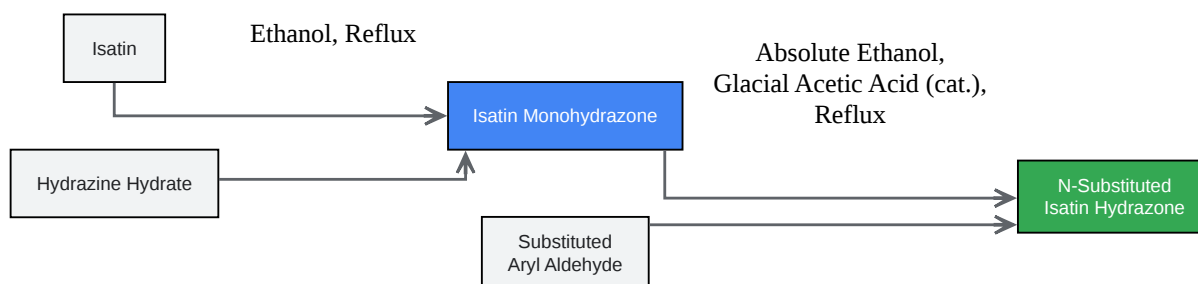 Isatin
Ethanol, Reflux
Absolute Ethanol,
Glacial Acetic Acid (cat.),
Reflux
Isatin Monohydrazone
Hydrazine Hydrate
N-Substituted
Isatin Hydrazone
Substituted
Aryl Aldehyde